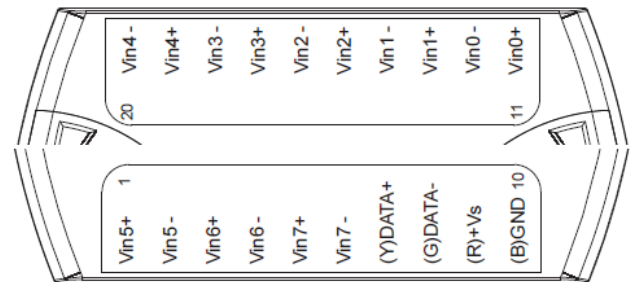 Vin4 -
Vin4+
Vin3 -
Vin3+
Vin2 -
Vin2+
Vin1 -
Vin1+
Vin0 -
Vin0+
20
11
1
10
Vin5+
Vin5 -
Vin6+
Vin6 -
Vin7+
Vin7 -
(Y)DATA+
(G)DATA-
(R)+Vs
(B)GND